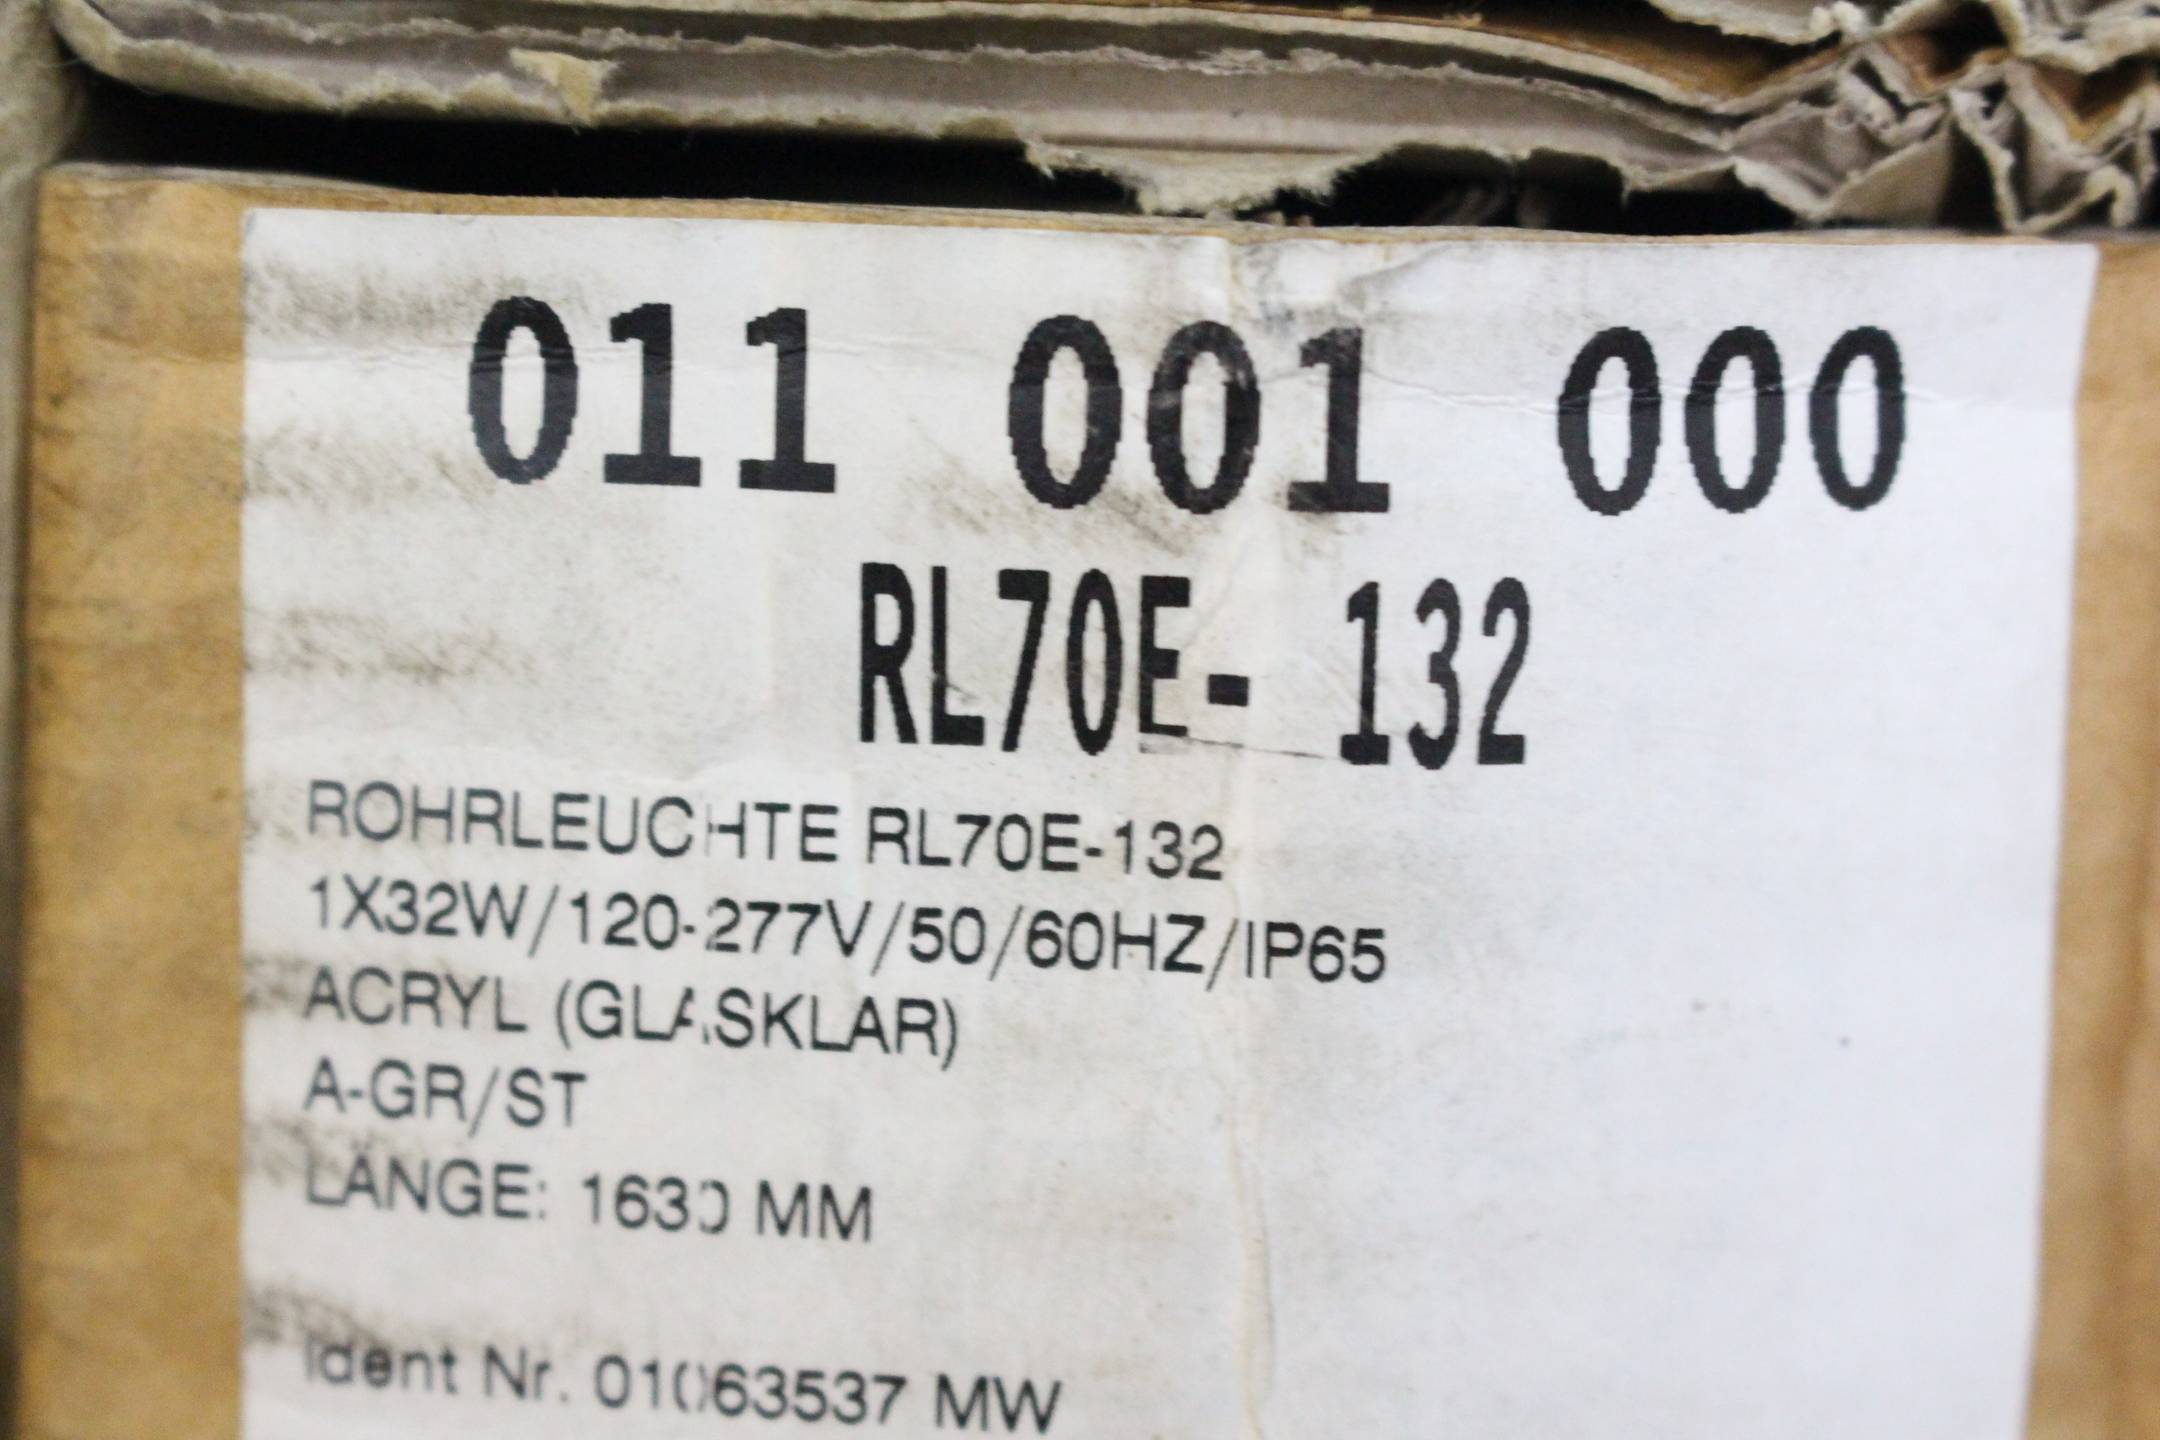 011 001 000
RL70E- 132
ROHRLEUCHTE RL70E-132
1X32W/120-277V/50/60HZ/IP65
ACRYL (GLASKLAR)
A-GR/ST
LÄNGE: 1630 MM
Ident Nr. 01063537 MW